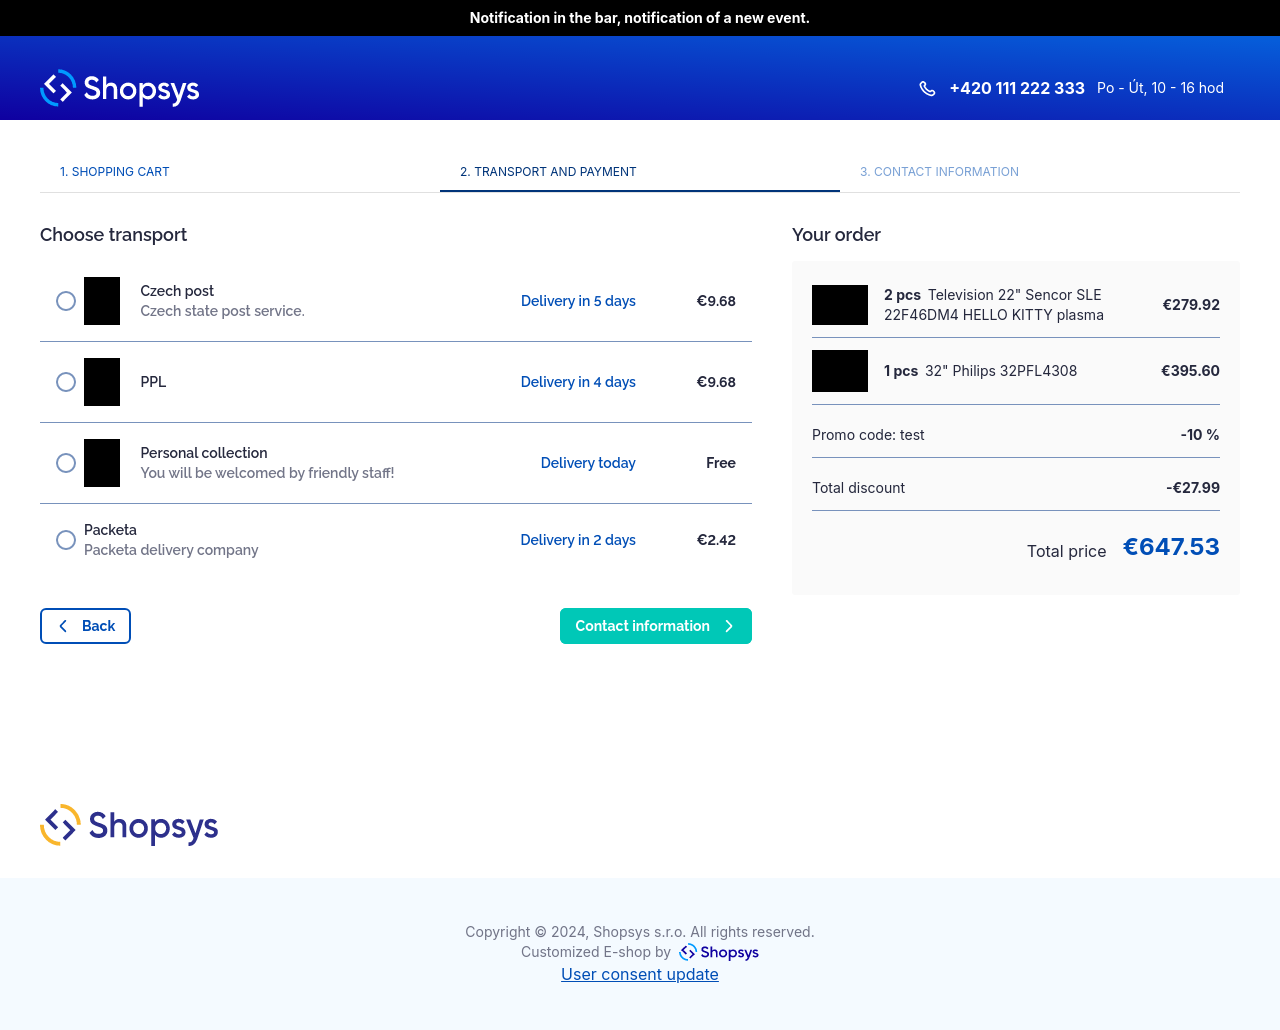 Notification in the bar, notification of a new event.
Shopsys
+420 111 222 333 Po - Út, 10 - 16 hod
1. SHOPPING CART
2. TRANSPORT AND PAYMENT
3. CONTACT INFORMATION
Choose transport
Czech post
Czech state post service.
Delivery in 5 days
€9.68
PPL
Delivery in 4 days
€9.68
Personal collection
You will be welcomed by friendly staff!
Delivery today
Free
Packeta
Packeta delivery company
Delivery in 2 days
€2.42
Back
Contact information
Your order
2 pcs Television 22" Sencor SLE
22F46DM4 HELLO KITTY plasma
€279.92
1 pcs 32" Philips 32PFL4308
€395.60
Promo code: test
-10 %
Total discount
-€27.99
Total price €647.53
Shopsys
Copyright © 2024, Shopsys s.r.o. All rights reserved.
Customized E-shop by Shopsys
User consent update